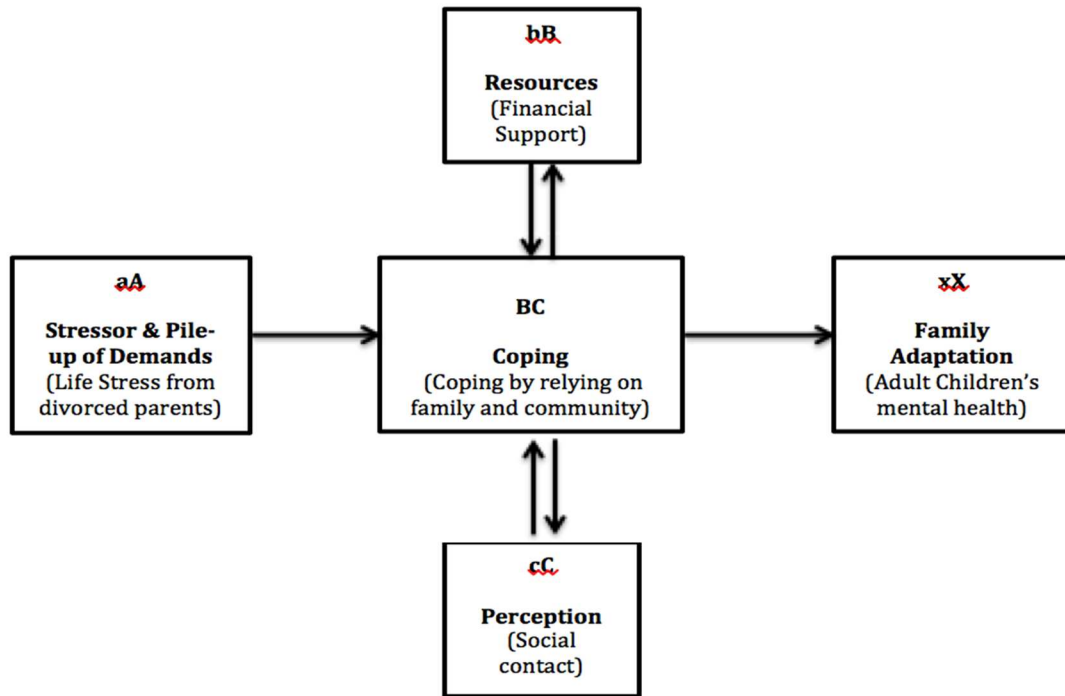 bB
Resources
(Financial
Support)
aA
Stressor & Pile-
up of Demands
(Life Stress from
divorced parents)
BC
Coping
(Coping by relying on
family and community)
xX
Family
Adaptation
(Adult Children's
mental health)
cC
Perception
(Social
contact)